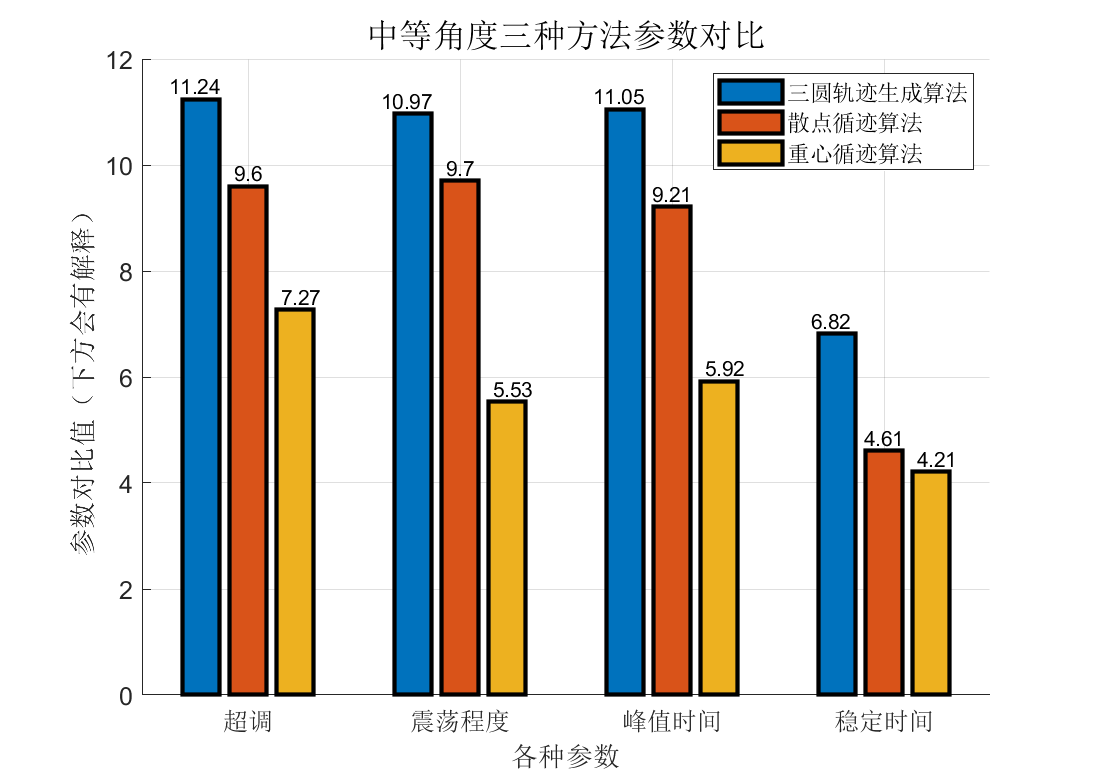 中等角度三种方法参数对比
三圆轨迹生成算法
散点循迹算法
重心循迹算法
参数对比值（下方会有解释）
12
10
8
6
4
2
0
11.24
9.6
7.27
10.97
9.7
5.53
11.05
9.21
5.92
6.82
4.61
4.21
超调
震荡程度
峰值时间
稳定时间
各种参数